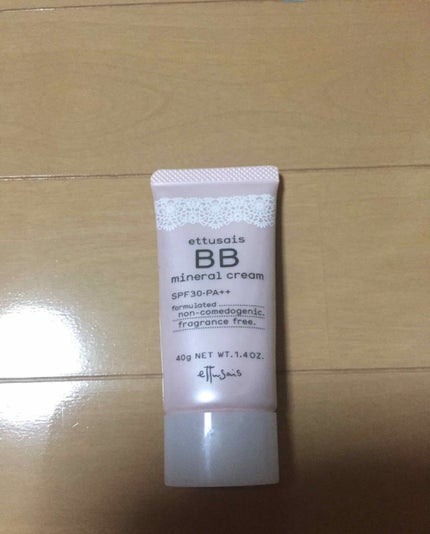 ettusais
BB
mineral cream
SPF30・PA++
formulated
non-comedogenic.
fragrance free.
40g NET WT.1.4OZ.
ettusais